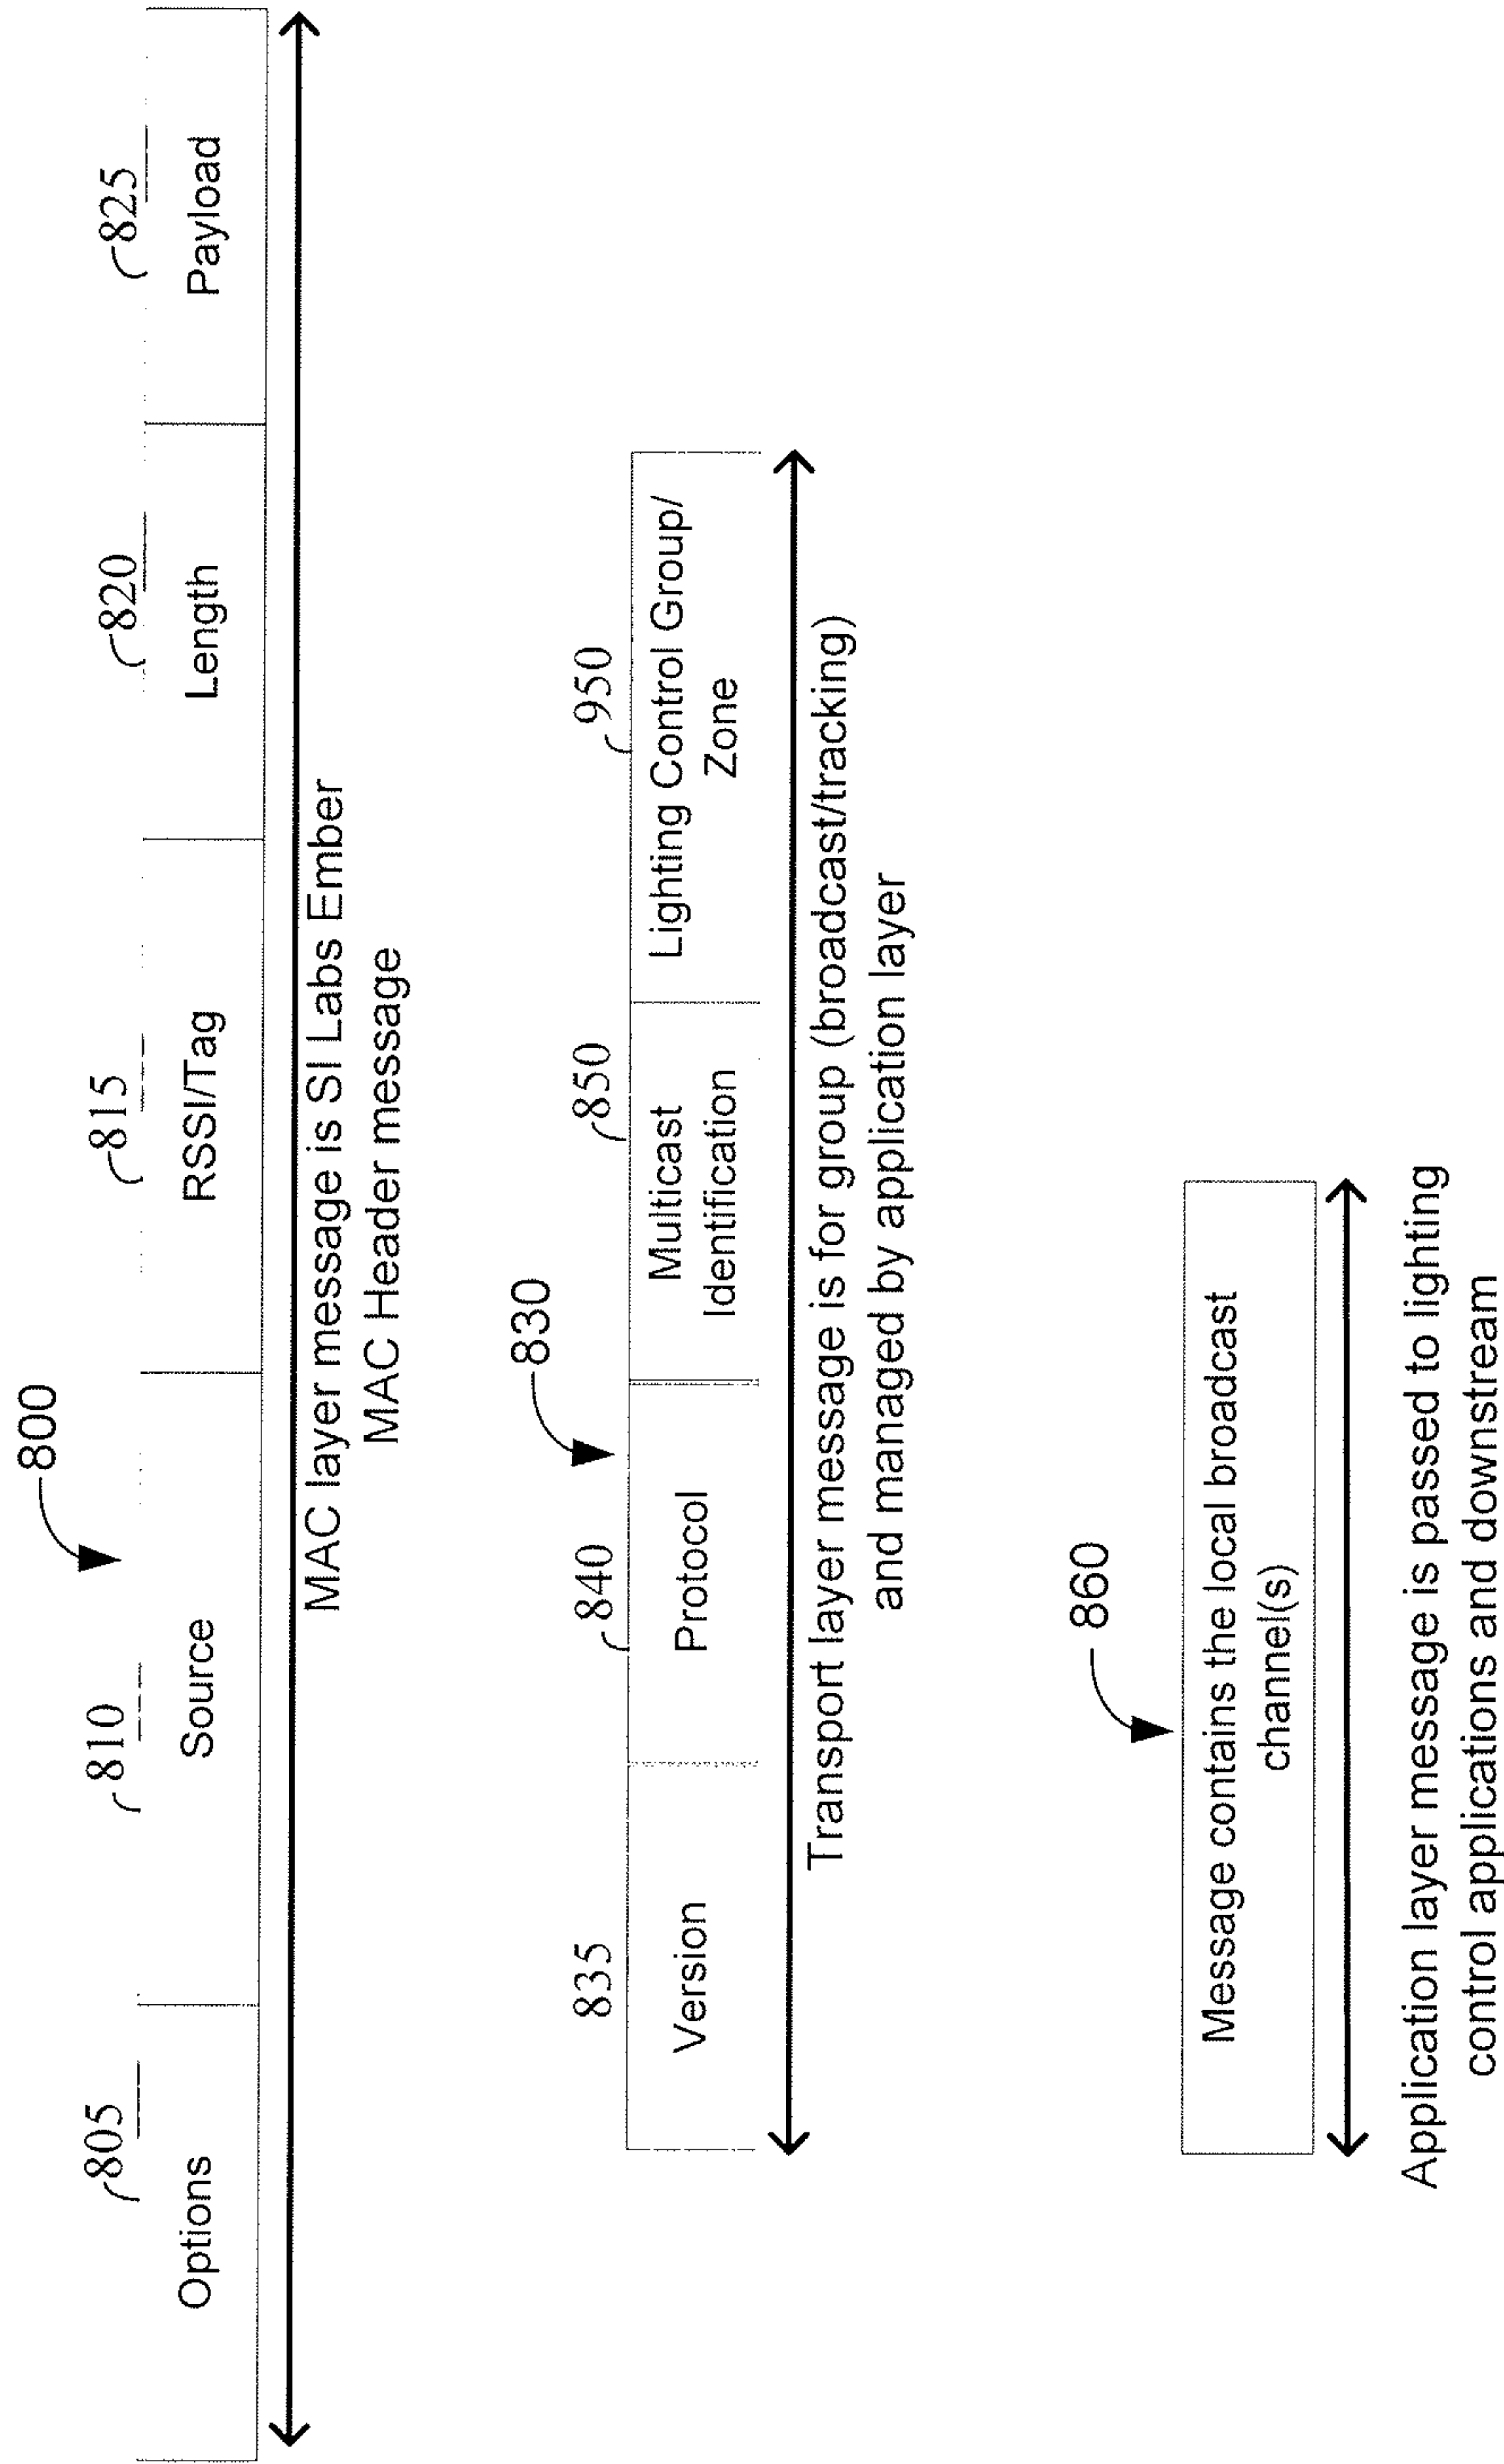 800
805
810
815
820
825
Options
Source
RSSI/Tag
Length
Payload
MAC layer message is SI Labs Ember
MAC Header message
830
835
840
850
950
Version
Protocol
Multicast
Identification
Lighting Control Group/
Zone
Transport layer message is for group (broadcast/tracking)
and managed by application layer
860
Message contains the local broadcast
channel(s)
Application layer message is passed to lighting
control applications and downstream